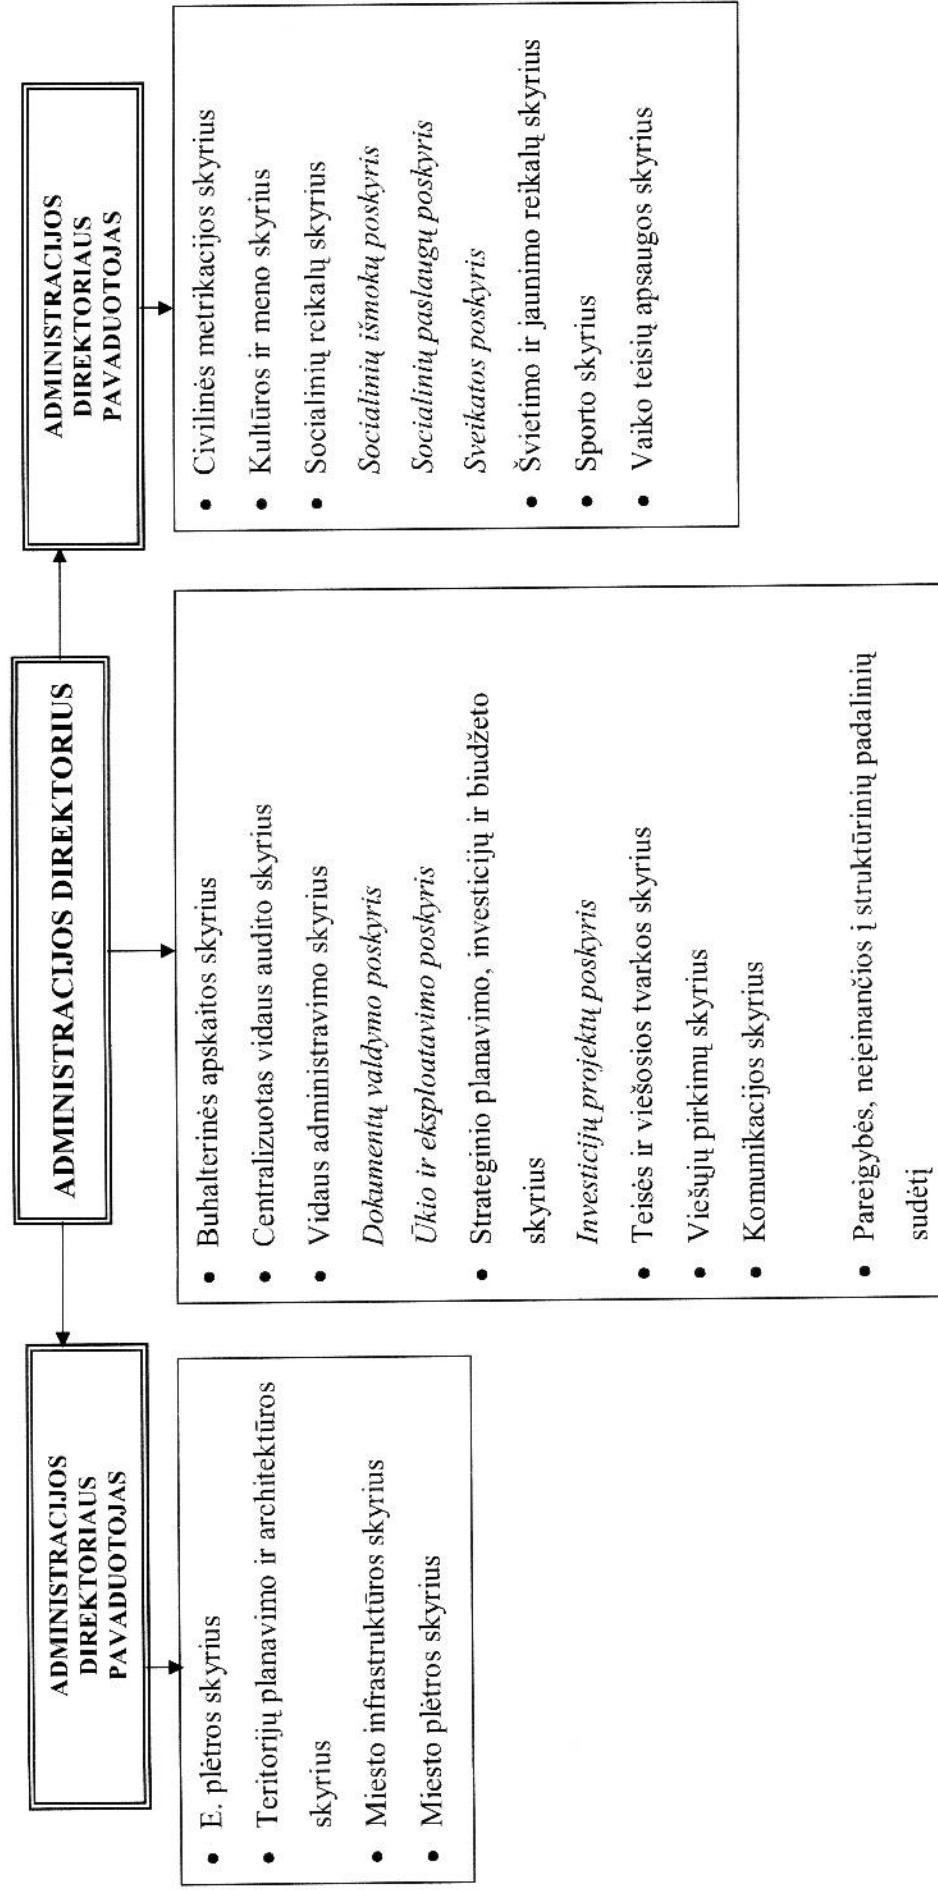 ADMINISTRACIJOS DIREKTORIUS
ADMINISTRACIJOS
DIREKTORIAUS
PAVADUOTOJAS
• E. plėtros skyrius
• Teritorijų planavimo ir architektūros
skyrius
• Miesto infrastruktūros skyrius
• Miesto plėtros skyrius
• Buhalterinės apskaitos skyrius
• Centralizuotas vidaus audito skyrius
• Vidaus administravimo skyrius
Dokumentų valdymo poskyris
Ūkio ir eksploatavimo poskyris
• Strateginio planavimo, investicijų ir biudžeto
skyrius
Investicijų projektų poskyris
• Teisės ir viešosios tvarkos skyrius
• Viešųjų pirkimų skyrius
• Komunikacijos skyrius
• Pareigybės, neįeinančios į struktūrinių padalinių
sudėtį
ADMINISTRACIJOS
DIREKTORIAUS
PAVADUOTOJAS
• Civilinės metrikacijos skyrius
• Kultūros ir meno skyrius
• Socialinių reikalų skyrius
Socialinių išmokų poskyris
Socialinių paslaugų poskyris
Sveikatos poskyris
• Švietimo ir jaunimo reikalų skyrius
• Sporto skyrius
• Vaiko teisių apsaugos skyrius